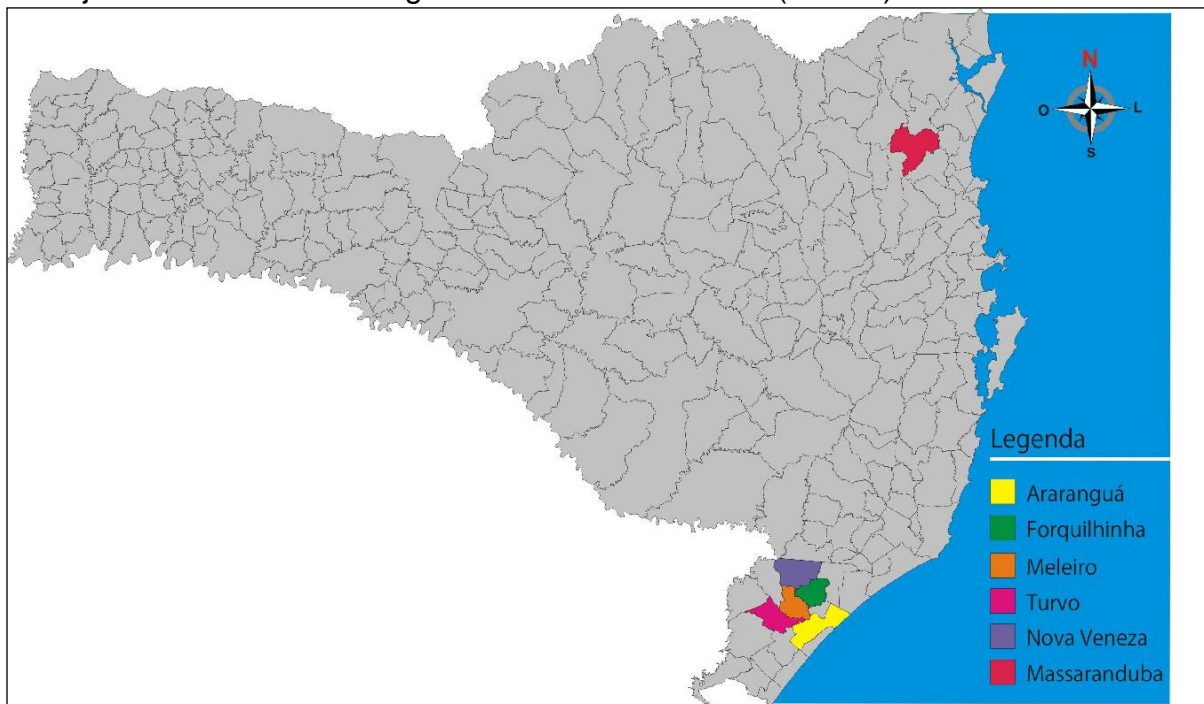 N
O L
S
Legenda
Araranguá
Forquilhinha
Meleiro
Turvo
Nova Veneza
Massaranduba